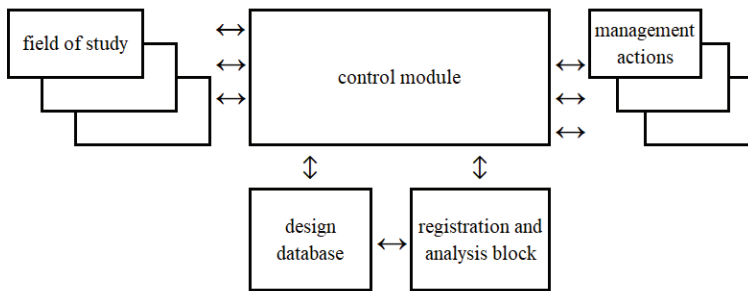 field of study
control module
management
actions
design
database
registration and
analysis block